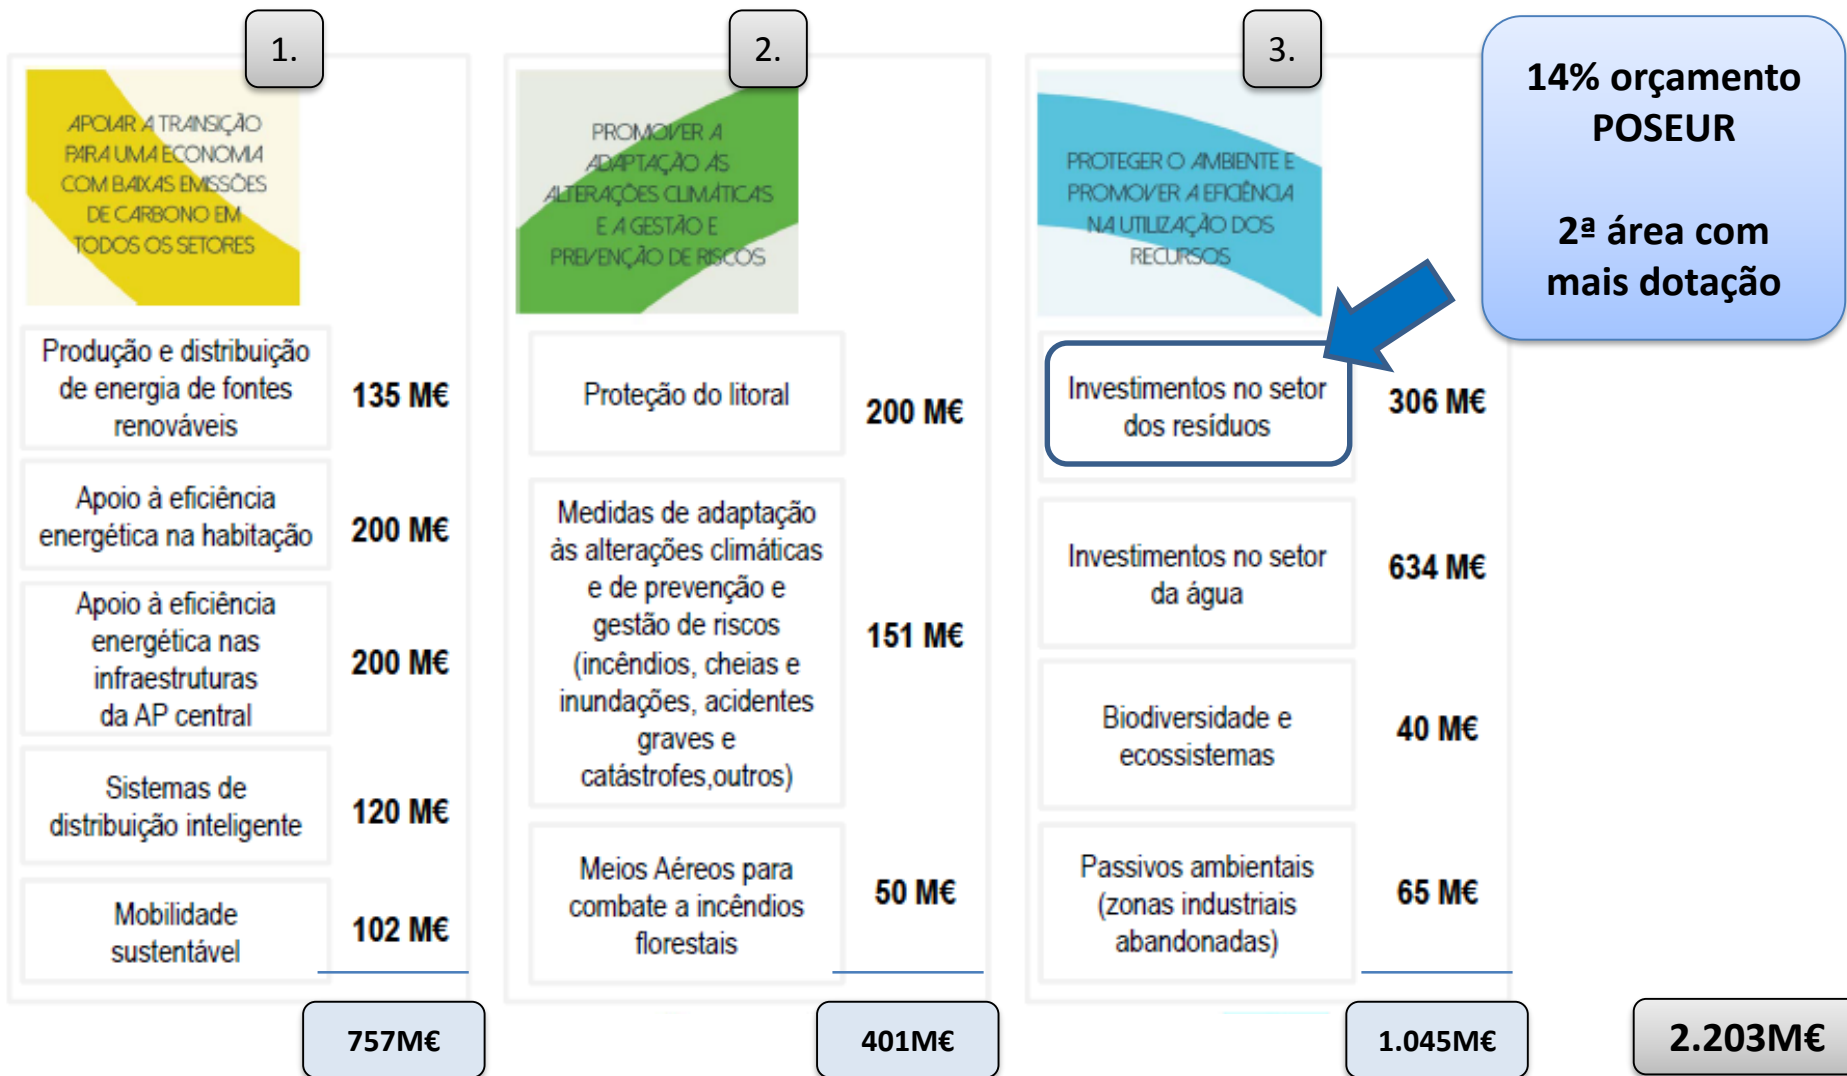 1.
APOIAR A TRANSIÇÃO
PARA UMA ECONOMIA
COM BAIXAS EMISSÕES
DE CARBONO EM
TODOS OS SETORES
Produção e distribuição
de energia de fontes
renováveis
135 M€
Apoio à eficiência
energética na habitação
200 M€
Apoio à eficiência
energética nas
infraestruturas
da AP central
200 M€
Sistemas de
distribuição inteligente
120 M€
Mobilidade
sustentável
102 M€
757M€
2.
PROMOVER A
ADAPTAÇÃO ÀS
ALTERAÇÕES CLIMÁTICAS
E A GESTÃO E
PREVENÇÃO DE RISCOS
Proteção do litoral
200 M€
Medidas de adaptação
às alterações climáticas
e de prevenção e
gestão de riscos
(incêndios, cheias e
inundações, acidentes
graves e
catástrofes,outros)
151 M€
Meios Aéreos para
combate a incêndios
florestais
50 M€
401M€
3.
PROTEGER O AMBIENTE E
PROMOVER A EFICIÊNCIA
NA UTILIZAÇÃO DOS
RECURSOS
Investimentos no setor
dos resíduos
306 M€
Investimentos no setor
da água
634 M€
Biodiversidade e
ecossistemas
40 M€
Passivos ambientais
(zonas industriais
abandonadas)
65 M€
1.045M€
14% orçamento
POSEUR
2ª área com
mais dotação
2.203M€